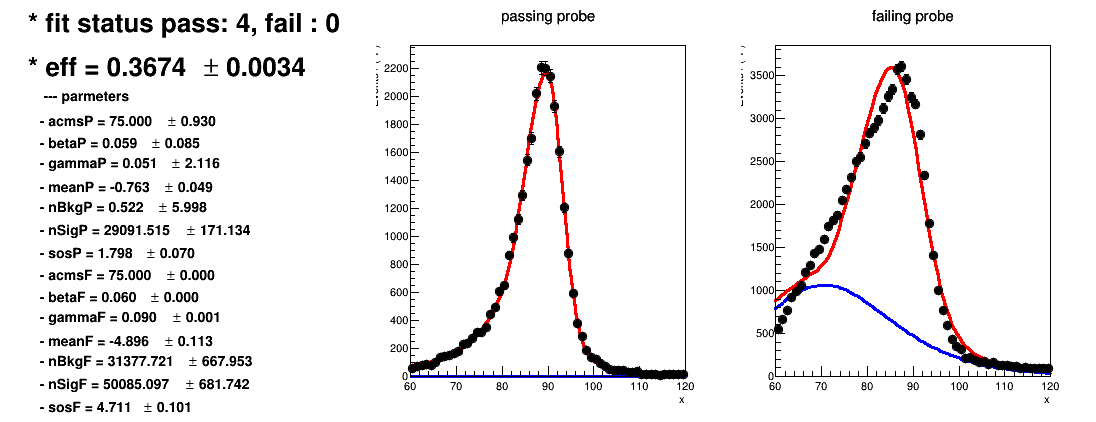 * fit status pass: 4, fail : 0
* eff = 0.3674 ± 0.0034
--- parmeters
- acmsP = 75.000 ± 0.930
- betaP = 0.059 ± 0.085
- gammaP = 0.051 ± 2.116
- meanP = -0.763 ± 0.049
- nBkgP = 0.522 ± 5.998
- nSigP = 29091.515 ± 171.134
- sosP = 1.798 ± 0.070
- acmsF = 75.000 ± 0.000
- betaF = 0.060 ± 0.000
- gammaF = 0.090 ± 0.001
- meanF = -4.896 ± 0.113
- nBkgF = 31377.721 ± 667.953
- nSigF = 50085.097 ± 681.742
- sosF = 4.711 ± 0.101
passing probe
2200
2000
1800
1600
1400
1200
1000
800
600
400
200
0
60 70 80 90 100 110 120
x
failing probe
3500
3000
2500
2000
1500
1000
500
0
60 70 80 90 100 110 120
x